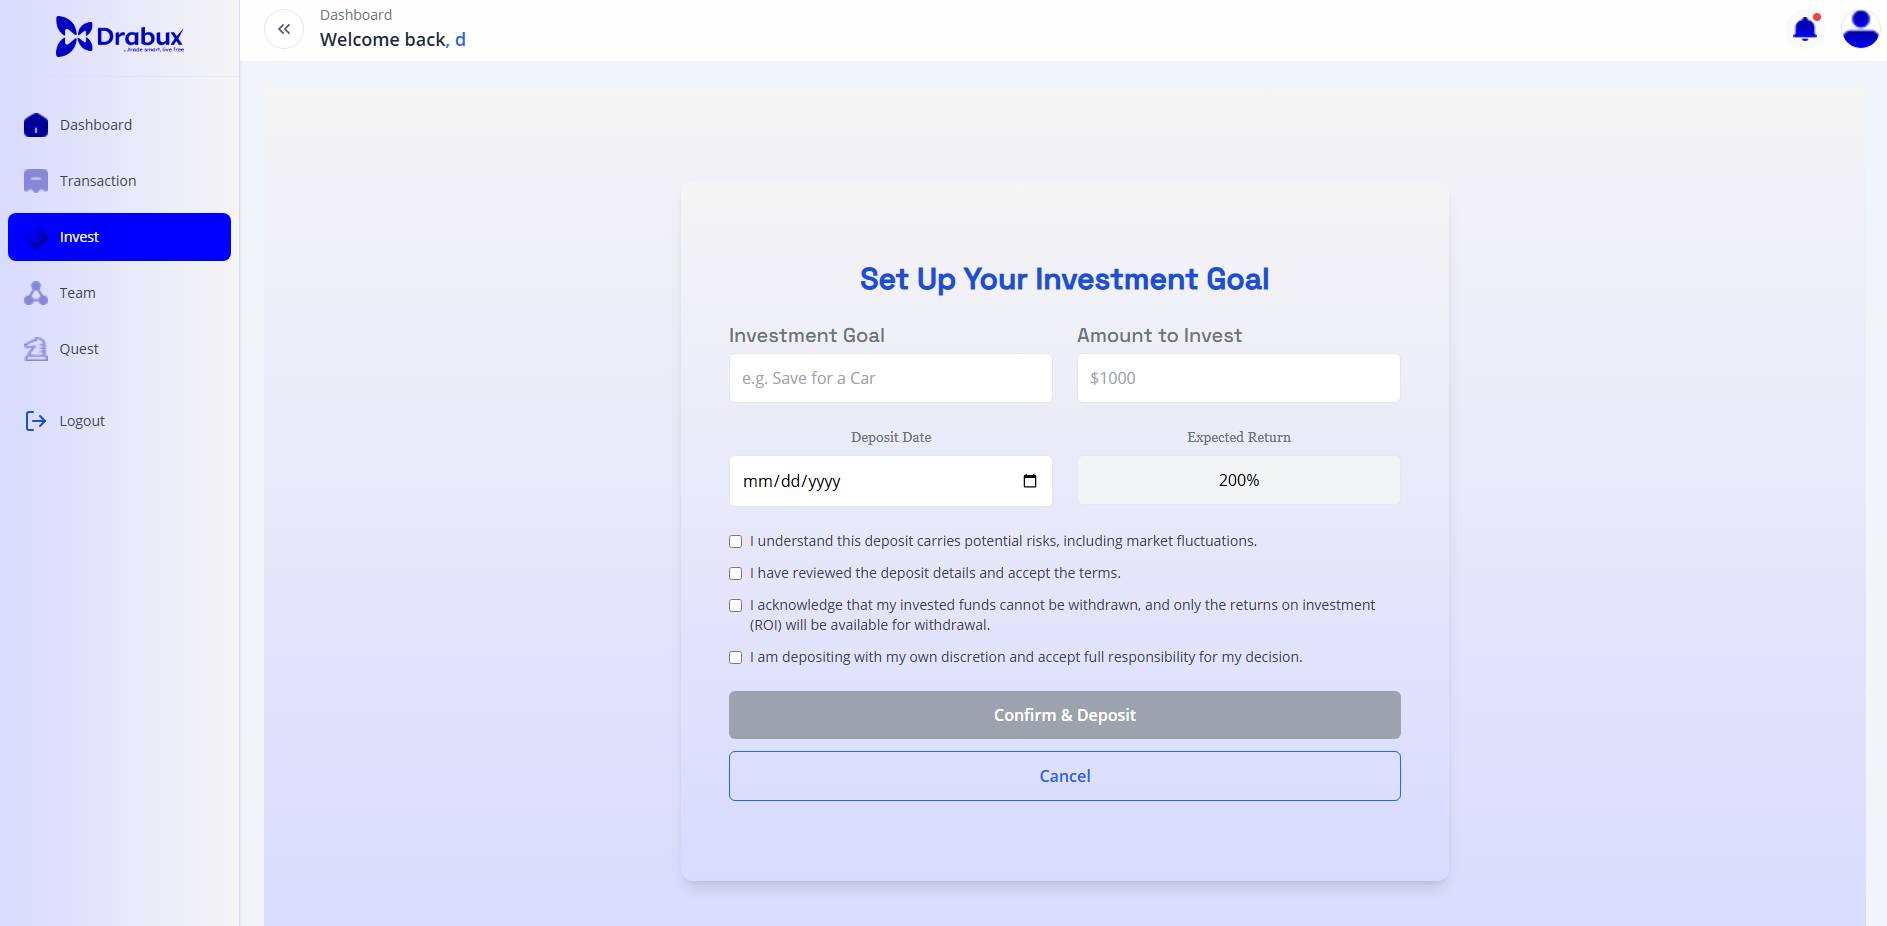 Drabux
...trade smart, live free
Dashboard
Welcome back, d
Dashboard
Transaction
Invest
Team
Quest
Logout
Set Up Your Investment Goal
Investment Goal
Amount to Invest
e.g. Save for a Car
$1000
Deposit Date
Expected Return
mm/dd/yyyy
200%
I understand this deposit carries potential risks, including market fluctuations.
I have reviewed the deposit details and accept the terms.
I acknowledge that my invested funds cannot be withdrawn, and only the returns on investment
(ROI) will be available for withdrawal.
I am depositing with my own discretion and accept full responsibility for my decision.
Confirm & Deposit
Cancel